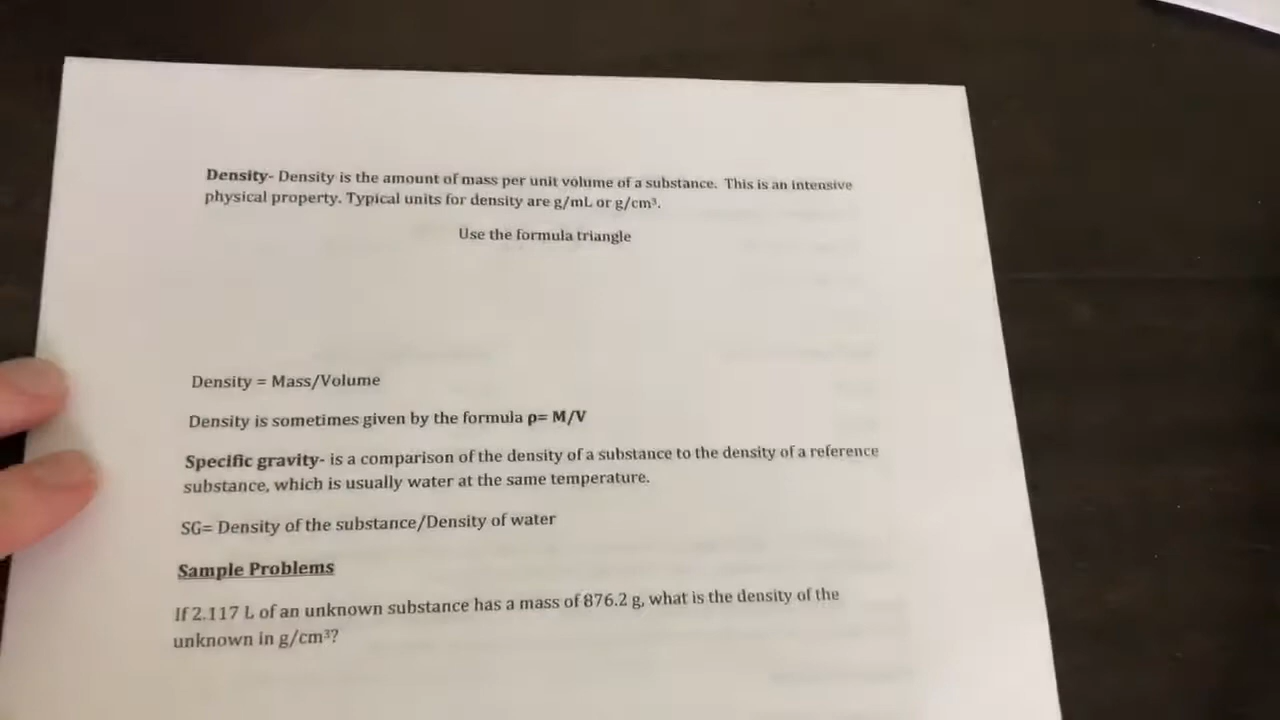 Density- Density is the amount of mass per unit volume of a substance. This is an intensive
physical property. Typical units for density are g/mL or g/cm³.
Use the formula triangle
Density = Mass/Volume
Density is sometimes given by the formula ρ= M/V
Specific gravity- is a comparison of the density of a substance to the density of a reference
substance, which is usually water at the same temperature.
SG= Density of the substance/Density of water
Sample Problems
If 2.117 L of an unknown substance has a mass of 876.2 g, what is the density of the
unknown in g/cm³?